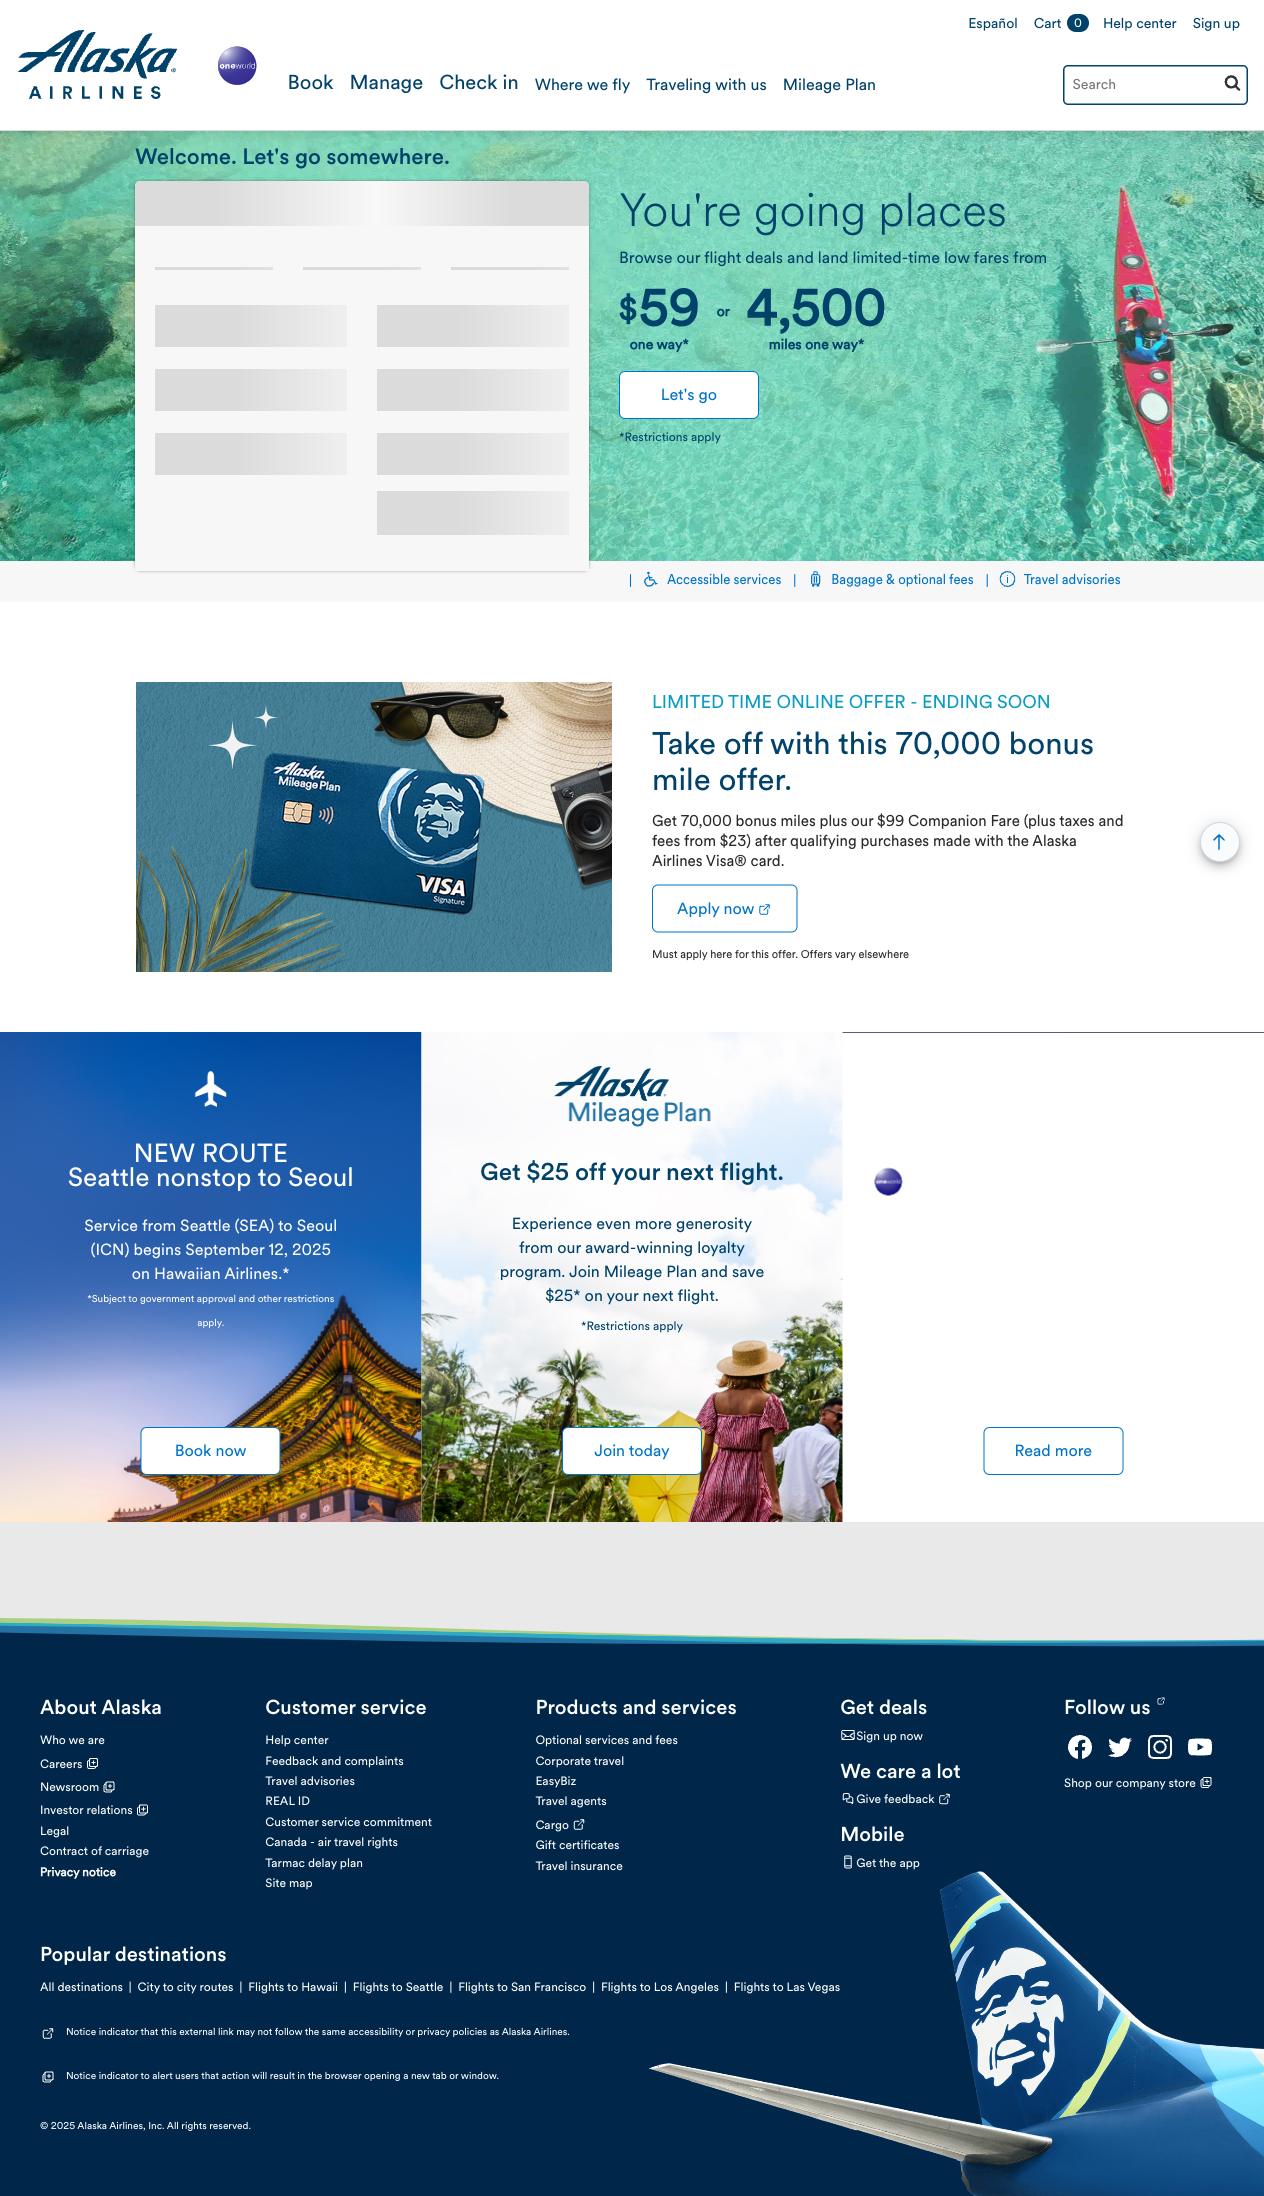 Español Cart 0 Help center Sign up
Alaska
AIRLINES
oneworld
Book Manage Check in Where we fly Traveling with us Mileage Plan
Search
Welcome. Let's go somewhere.
You're going places
Browse our flight deals and land limited-time low fares from
$59 or 4,500
one way* miles one way*
Let's go
*Restrictions apply
| Accessible services | Baggage & optional fees | Travel advisories
Alaska
Mileage Plan
VISA
Signature
LIMITED TIME ONLINE OFFER - ENDING SOON
Take off with this 70,000 bonus
mile offer.
Get 70,000 bonus miles plus our $99 Companion Fare (plus taxes and
fees from $23) after qualifying purchases made with the Alaska
Airlines Visa® card.
Apply now
Must apply here for this offer. Offers vary elsewhere
NEW ROUTE
Seattle nonstop to Seoul
Service from Seattle (SEA) to Seoul
(ICN) begins September 12, 2025
on Hawaiian Airlines.*
*Subject to government approval and other restrictions
apply.
Book now
Alaska
Mileage Plan
Get $25 off your next flight.
Experience even more generosity
from our award-winning loyalty
program. Join Mileage Plan and save
$25* on your next flight.
*Restrictions apply
Join today
oneworld
Read more
About Alaska
Who we are
Careers
Newsroom
Investor relations
Legal
Contract of carriage
Privacy notice
Customer service
Help center
Feedback and complaints
Travel advisories
REAL ID
Customer service commitment
Canada - air travel rights
Tarmac delay plan
Site map
Products and services
Optional services and fees
Corporate travel
EasyBiz
Travel agents
Cargo
Gift certificates
Travel insurance
Get deals
Sign up now
We care a lot
Give feedback
Mobile
Get the app
Follow us
Shop our company store
Popular destinations
All destinations | City to city routes | Flights to Hawaii | Flights to Seattle | Flights to San Francisco | Flights to Los Angeles | Flights to Las Vegas
Notice indicator that this external link may not follow the same accessibility or privacy policies as Alaska Airlines.
Notice indicator to alert users that action will result in the browser opening a new tab or window.
© 2025 Alaska Airlines, Inc. All rights reserved.